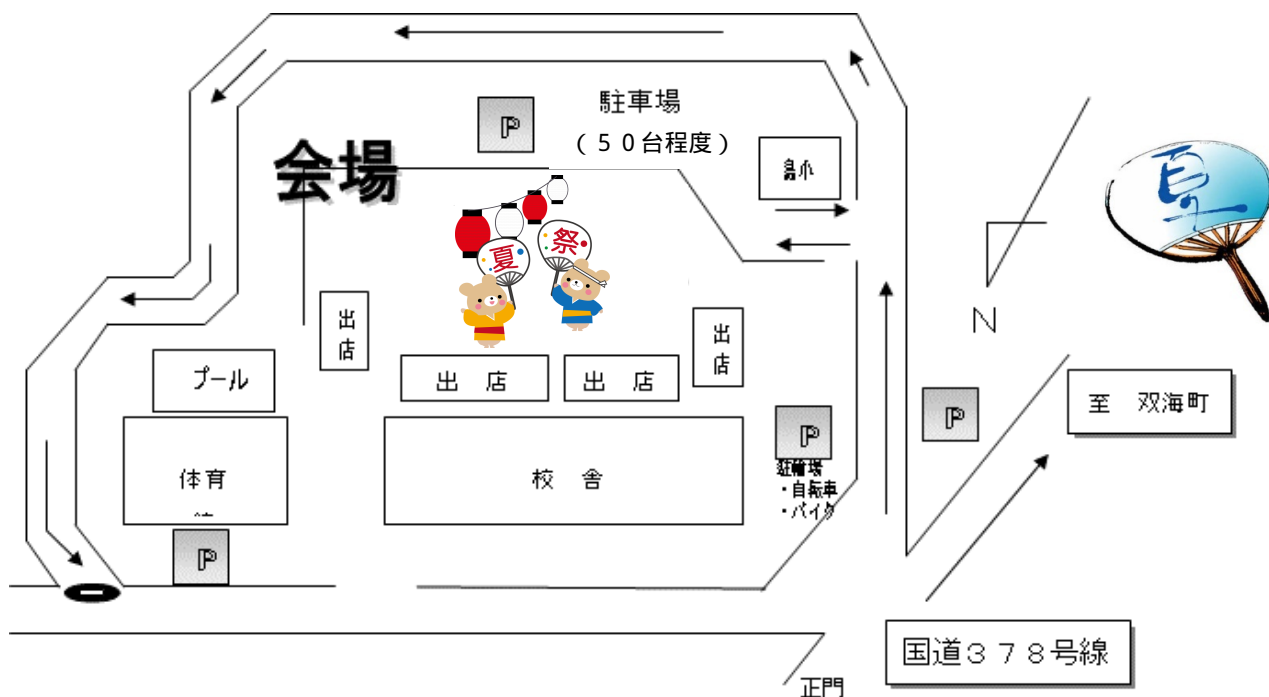 駐車場
（５０台程度）
P
会場
夏
祭
夏
出店
出店
出　店
出　店
プール
体育
校　舎
P
駐輪場
・自転車
・バイク
P
P
N
至　双海町
国道３７８号線
正門